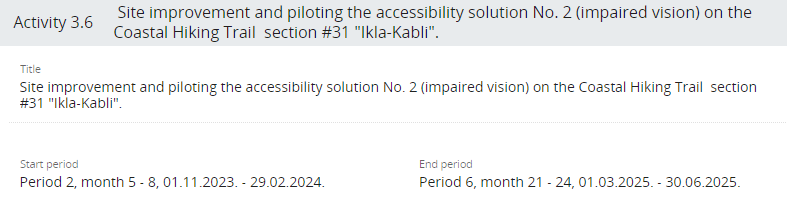 Activity 3.6
Site improvement and piloting the accessibility solution No. 2 (impaired vision) on the
Coastal Hiking Trail  section #31 "Ikla-Kabli".
Title
Site improvement and piloting the accessibility solution No. 2 (impaired vision) on the Coastal Hiking Trail  section
#31 "Ikla-Kabli".
Start period
Period 2, month 5 - 8, 01.11.2023. - 29.02.2024.
End period
Period 6, month 21 - 24, 01.03.2025. - 30.06.2025.